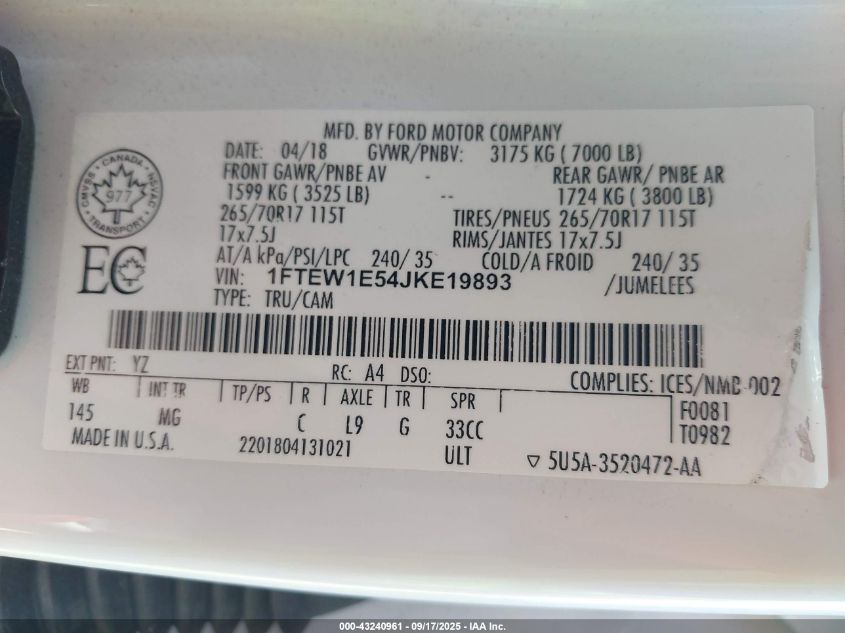 MFD. BY FORD MOTOR COMPANY
DATE: 04/18 GVWR/PNBV: 3175 KG ( 7000 LB)
FRONT GAWR/PNBE AV - REAR GAWR/ PNBE AR
1599 KG ( 3525 LB) -- 1724 KG ( 3800 LB)
265/70R17 115T TIRES/PNEUS 265/70R17 115T
17x7.5J RIMS/JANTES 17x7.5J
AT/A kPa/PSI/LPC 240/ 35 COLD/A FROID 240/ 35
VIN: 1FTEW1E54JKE19893 /JUMELEES
TYPE: TRU/CAM
CANADA
CMVSS NSVAC
977
TRANSPORT
EC
EXT PNT: YZ RC: A4 DSO: COMPLIES: ICES/NMB-002
WB INT TR TP/PS R AXLE TR SPR F0081
145 MG C L9 G 33CC T0982
MADE IN U.S.A. 2201804131021 ULT ▽ 5U5A-3520472-AA
000-43240961 - 09/17/2025 - IAA Inc.